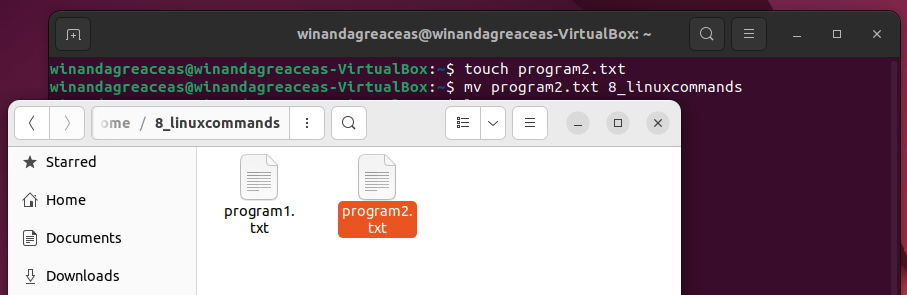 winandagreaceas@winandagreaceas-VirtualBox: ~
winandagreaceas@winandagreaceas-VirtualBox:~$ touch program2.txt
winandagreaceas@winandagreaceas-VirtualBox:~$ mv program2.txt 8_linuxcommands
ome / 8_linuxcommands
Starred
Home
Documents
Downloads
program1.
txt
program2.
txt